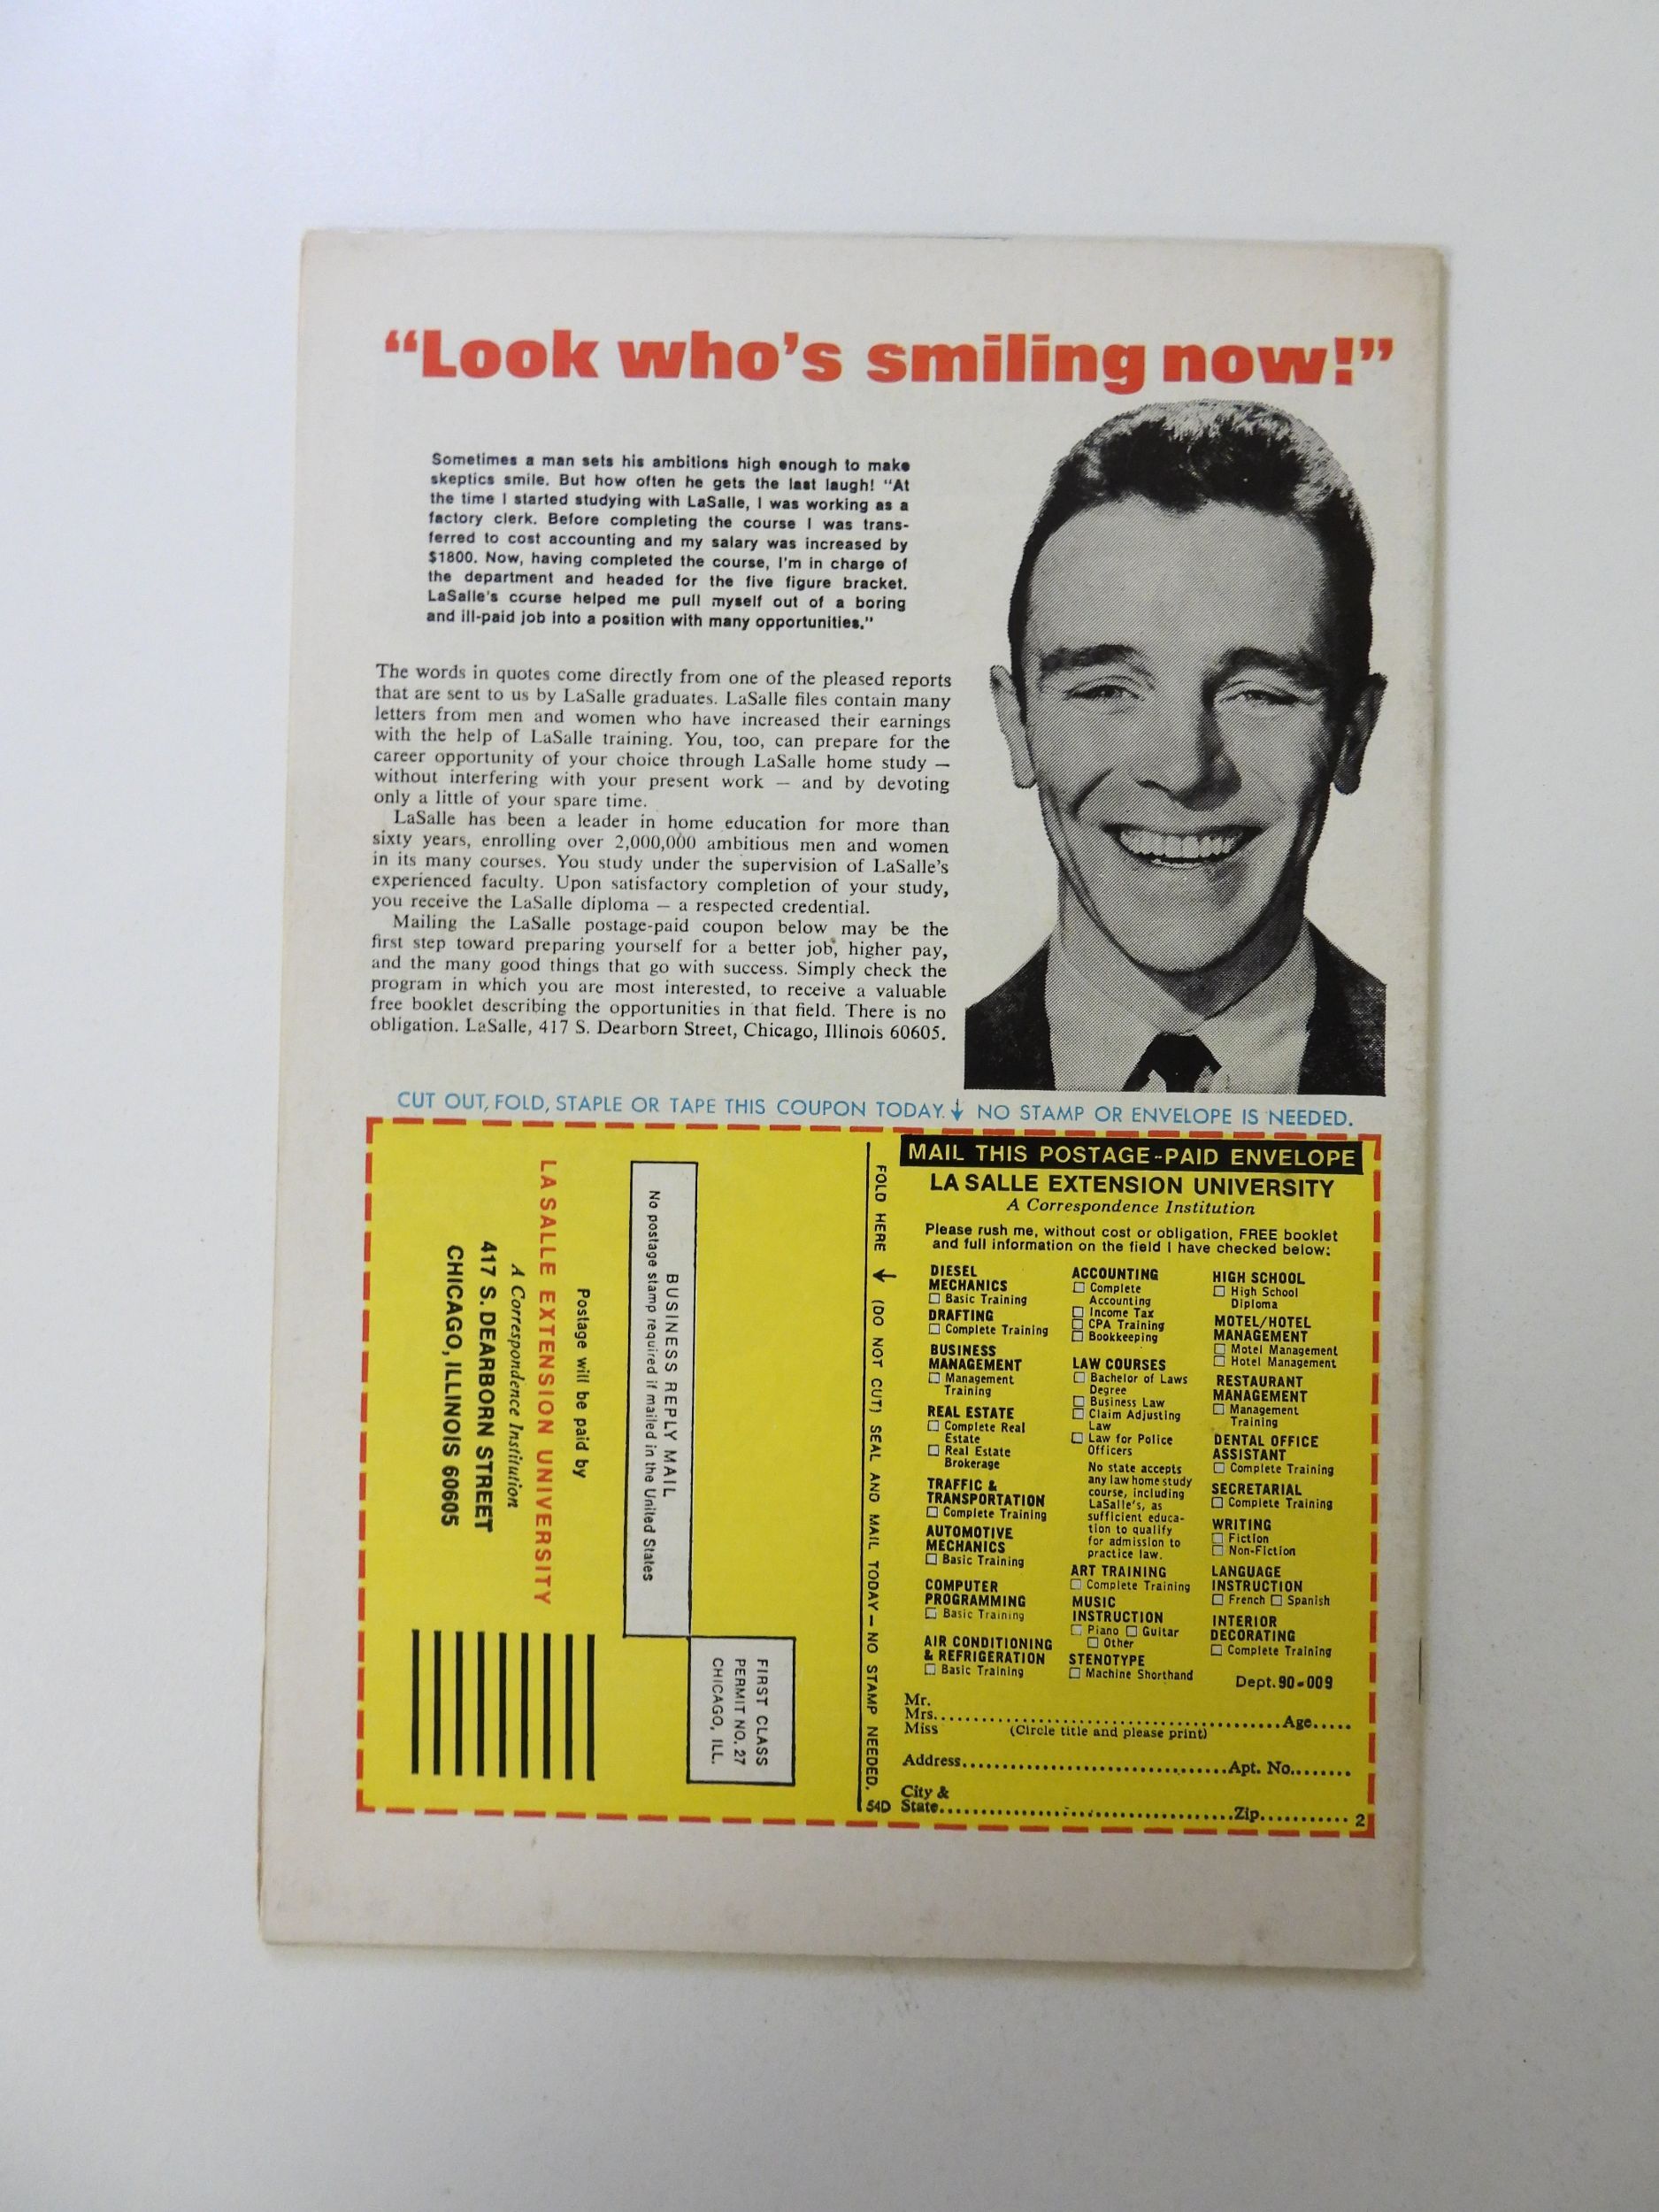 “Look who’s smiling now!”
Sometimes a man sets his ambitions high enough to make
skeptics smile. But how often he gets the last laugh! “At
the time I started studying with LaSalle, I was working as a
factory clerk. Before completing the course I was trans-
ferred to cost accounting and my salary was increased by
$1800. Now, having completed the course, I’m in charge of
the department and headed for the five figure bracket.
LaSalle’s course helped me pull myself out of a boring
and ill-paid job into a position with many opportunities.”
The words in quotes come directly from one of the pleased reports
that are sent to us by LaSalle graduates. LaSalle files contain many
letters from men and women who have increased their earnings
with the help of LaSalle training. You, too, can prepare for the
career opportunity of your choice through LaSalle home study —
without interfering with your present work — and by devoting
only a little of your spare time.
LaSalle has been a leader in home education for more than
sixty years, enrolling over 2,000,000 ambitious men and women
in its many courses. You study under the supervision of LaSalle’s
experienced faculty. Upon satisfactory completion of your study,
you receive the LaSalle diploma — a respected credential.
Mailing the LaSalle postage-paid coupon below may be the
first step toward preparing yourself for a better job, higher pay,
and the many good things that go with success. Simply check the
program in which you are most interested, to receive a valuable
free booklet describing the opportunities in that field. There is no
obligation. LaSalle, 417 S. Dearborn Street, Chicago, Illinois 60605.
CUT OUT, FOLD, STAPLE OR TAPE THIS COUPON TODAY. ↓ NO STAMP OR ENVELOPE IS NEEDED.
FIRST CLASS
PERMIT NO. 27
CHICAGO, ILL.
BUSINESS REPLY MAIL
No postage stamp required if mailed in the United States
Postage will be paid by
LA SALLE EXTENSION UNIVERSITY
A Correspondence Institution
417 S. DEARBORN STREET
CHICAGO, ILLINOIS 60605
FOLD HERE ↓ (DO NOT CUT) SEAL AND MAIL TODAY — NO STAMP NEEDED.
54D
MAIL THIS POSTAGE-PAID ENVELOPE
LA SALLE EXTENSION UNIVERSITY
A Correspondence Institution
Please rush me, without cost or obligation, FREE booklet
and full information on the field I have checked below:
DIESEL
MECHANICS
☐ Basic Training
DRAFTING
☐ Complete Training
BUSINESS
MANAGEMENT
☐ Management
Training
REAL ESTATE
☐ Complete Real
Estate
☐ Real Estate
Brokerage
TRAFFIC &
TRANSPORTATION
☐ Complete Training
AUTOMOTIVE
MECHANICS
☐ Basic Training
COMPUTER
PROGRAMMING
☐ Basic Training
AIR CONDITIONING
& REFRIGERATION
☐ Basic Training
ACCOUNTING
☐ Complete
Accounting
☐ Income Tax
☐ CPA Training
☐ Bookkeeping
LAW COURSES
☐ Bachelor of Laws
Degree
☐ Business Law
☐ Claim Adjusting
Law
☐ Law for Police
Officers
No state accepts
any law home study
course, including
LaSalle’s, as
sufficient educa-
tion to qualify
for admission to
practice law.
ART TRAINING
☐ Complete Training
MUSIC
INSTRUCTION
☐ Piano ☐ Guitar
☐ Other
STENOTYPE
☐ Machine Shorthand
HIGH SCHOOL
☐ High School
Diploma
MOTEL/HOTEL
MANAGEMENT
☐ Motel Management
☐ Hotel Management
RESTAURANT
MANAGEMENT
☐ Management
Training
DENTAL OFFICE
ASSISTANT
☐ Complete Training
SECRETARIAL
☐ Complete Training
WRITING
☐ Fiction
☐ Non-Fiction
LANGUAGE
INSTRUCTION
☐ French ☐ Spanish
INTERIOR
DECORATING
☐ Complete Training
Dept. 90-009
Mr.
Mrs. Age
Miss (Circle title and please print)
Address Apt. No.
City &
State Zip 2